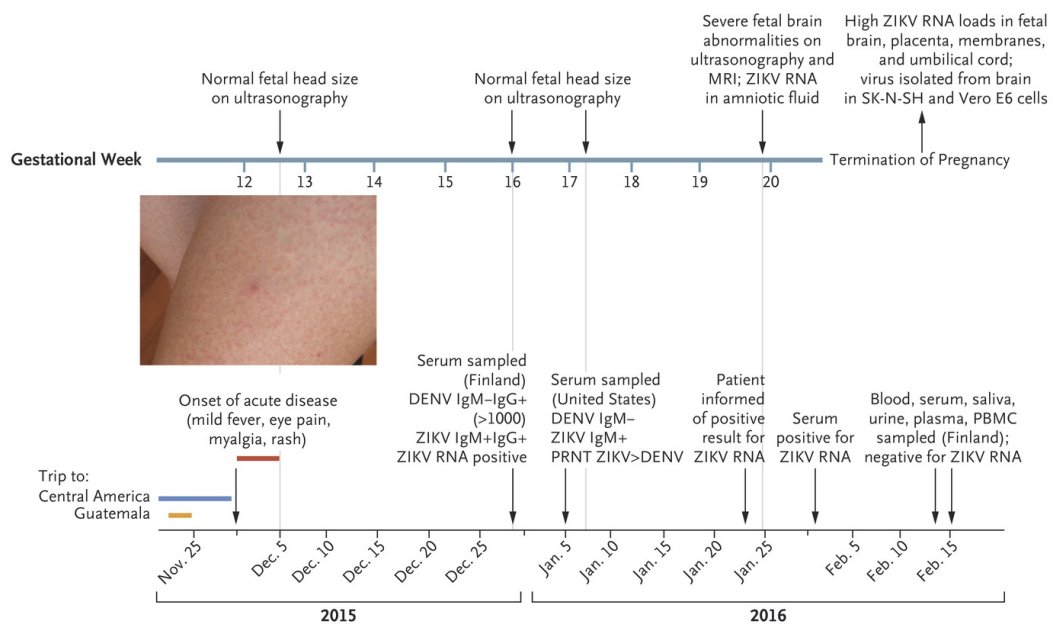 Normal fetal head size
on ultrasonography
Normal fetal head size
on ultrasonography
Severe fetal brain
abnormalities on
ultrasonography and
MRI; ZIKV RNA
in amniotic fluid
High ZIKV RNA loads in fetal
brain, placenta, membranes,
and umbilical cord;
virus isolated from brain
in SK-N-SH and Vero E6 cells
Gestational Week
Termination of Pregnancy
12 13 14 15 16 17 18 19 20
Onset of acute disease
(mild fever, eye pain,
myalgia, rash)
Serum sampled
(Finland)
DENV IgM–IgG+
(>1000)
ZIKV IgM+IgG+
ZIKV RNA positive
Serum sampled
(United States)
DENV IgM–
ZIKV IgM+
PRNT ZIKV>DENV
Patient
informed
of positive
result for
ZIKV RNA
Serum
positive for
ZIKV RNA
Blood, serum, saliva,
urine, plasma, PBMC
sampled (Finland);
negative for ZIKV RNA
Trip to:
Central America
Guatemala
Nov. 25 Dec. 5 Dec. 10 Dec. 15 Dec. 20 Dec. 25 Jan. 5 Jan. 10 Jan. 15 Jan. 20 Jan. 25 Feb. 5 Feb. 10 Feb. 15
2015 2016